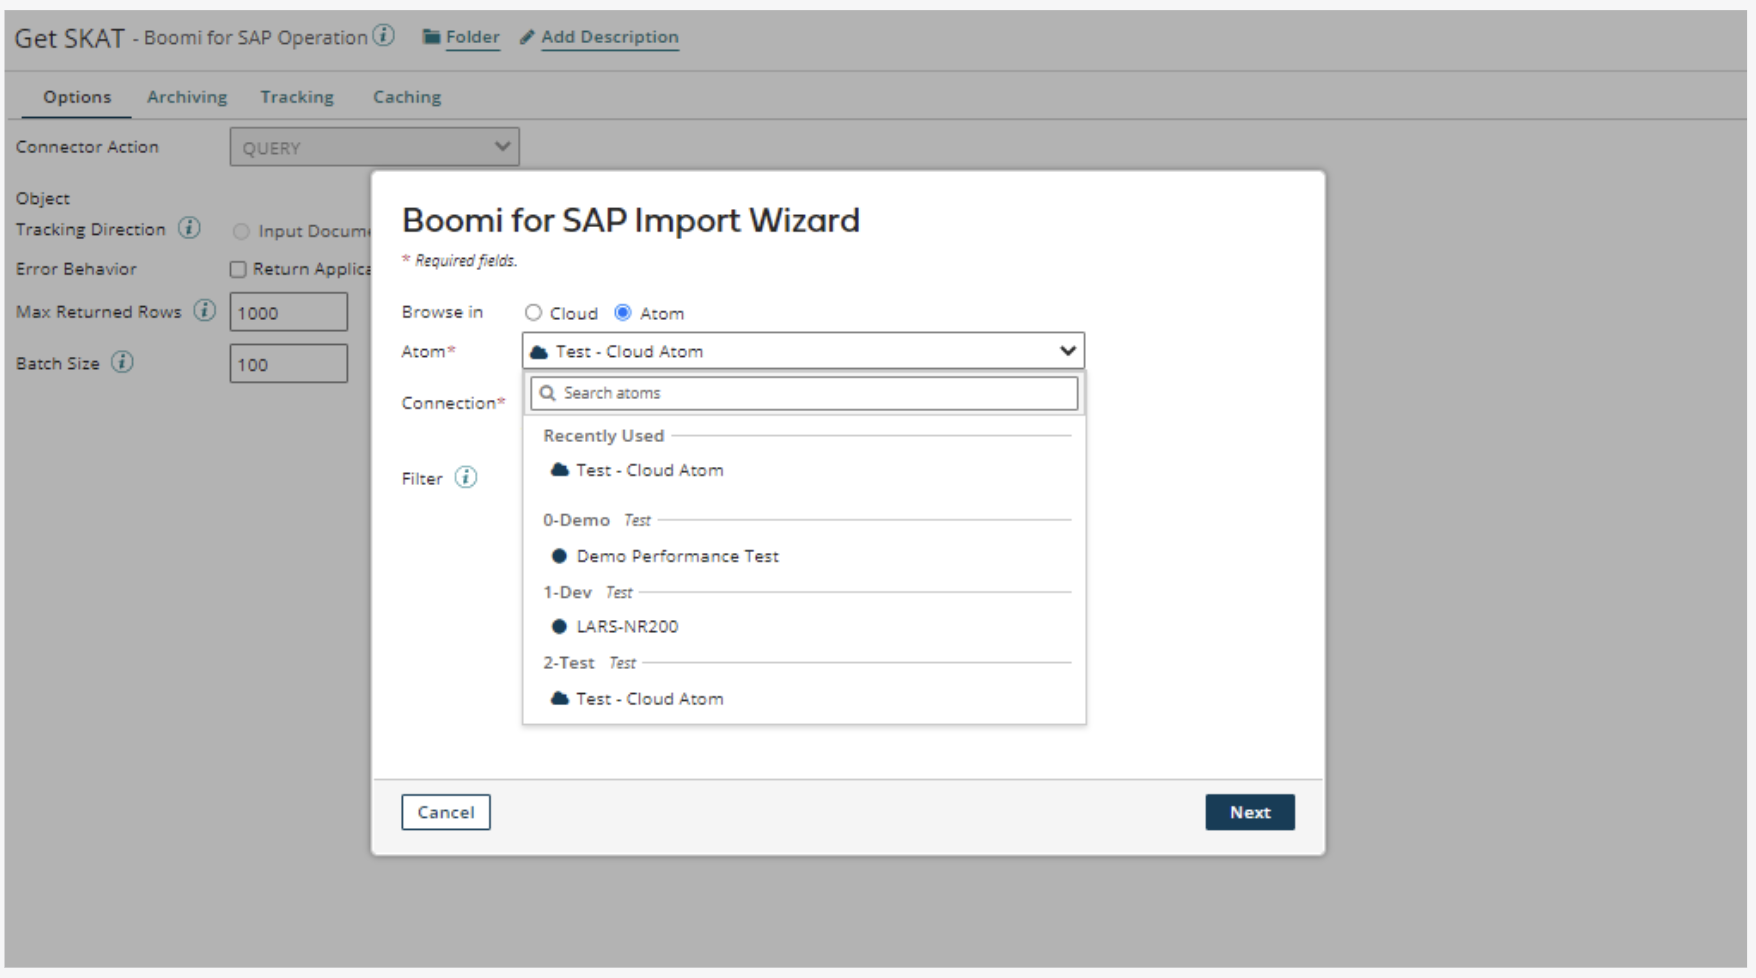 Get SKAT - Boomi for SAP Operation i Folder Add Description
Options Archiving Tracking Caching
Connector Action QUERY
Object
Tracking Direction i Input Docume
Error Behavior Return Applica
Max Returned Rows i 1000
Batch Size i 100
Boomi for SAP Import Wizard
* Required fields.
Browse in Cloud Atom
Atom* Test - Cloud Atom
Search atoms
Connection*
Recently Used
Test - Cloud Atom
Filter i
0-Demo Test
Demo Performance Test
1-Dev Test
LARS-NR200
2-Test Test
Test - Cloud Atom
Cancel Next